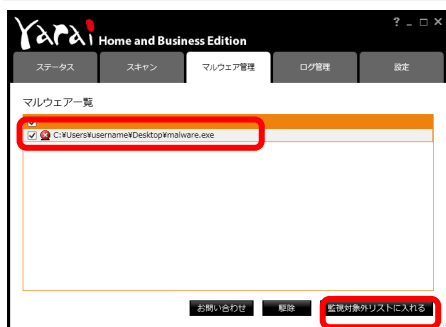 Yarai Home and Business Edition
? _ □ ×
ステータス スキャン マルウェア管理 ログ管理 設定
マルウェア一覧
C:¥Users¥username¥Desktop¥malware.exe
お問い合わせ 駆除 監視対象外リストに入れる